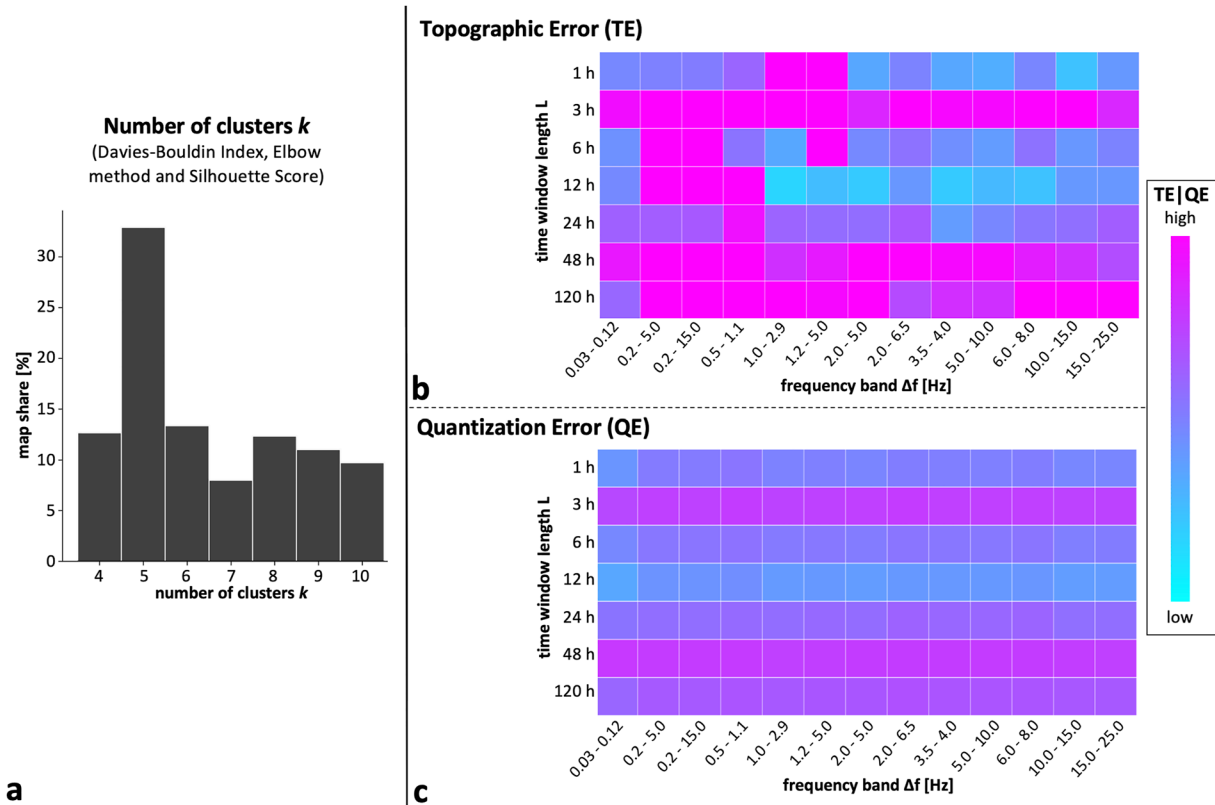 Number of clusters k
(Davies-Bouldin Index, Elbow
method and Silhouette Score)
map share [%]
30
25
20
15
10
5
0
4 5 6 7 8 9 10
number of clusters k
a
Topographic Error (TE)
time window length L
1 h
3 h
6 h
12 h
24 h
48 h
120 h
0.03 - 0.12
0.2 - 5.0
0.2 - 15.0
0.5 - 1.1
1.0 - 2.9
1.2 - 5.0
2.0 - 5.0
2.0 - 6.5
3.5 - 4.0
5.0 - 10.0
6.0 - 8.0
10.0 - 15.0
15.0 - 25.0
frequency band Δf [Hz]
b
Quantization Error (QE)
time window length L
1 h
3 h
6 h
12 h
24 h
48 h
120 h
0.03 - 0.12
0.2 - 5.0
0.2 - 15.0
0.5 - 1.1
1.0 - 2.9
1.2 - 5.0
2.0 - 5.0
2.0 - 6.5
3.5 - 4.0
5.0 - 10.0
6.0 - 8.0
10.0 - 15.0
15.0 - 25.0
frequency band Δf [Hz]
c
TE|QE
high
low